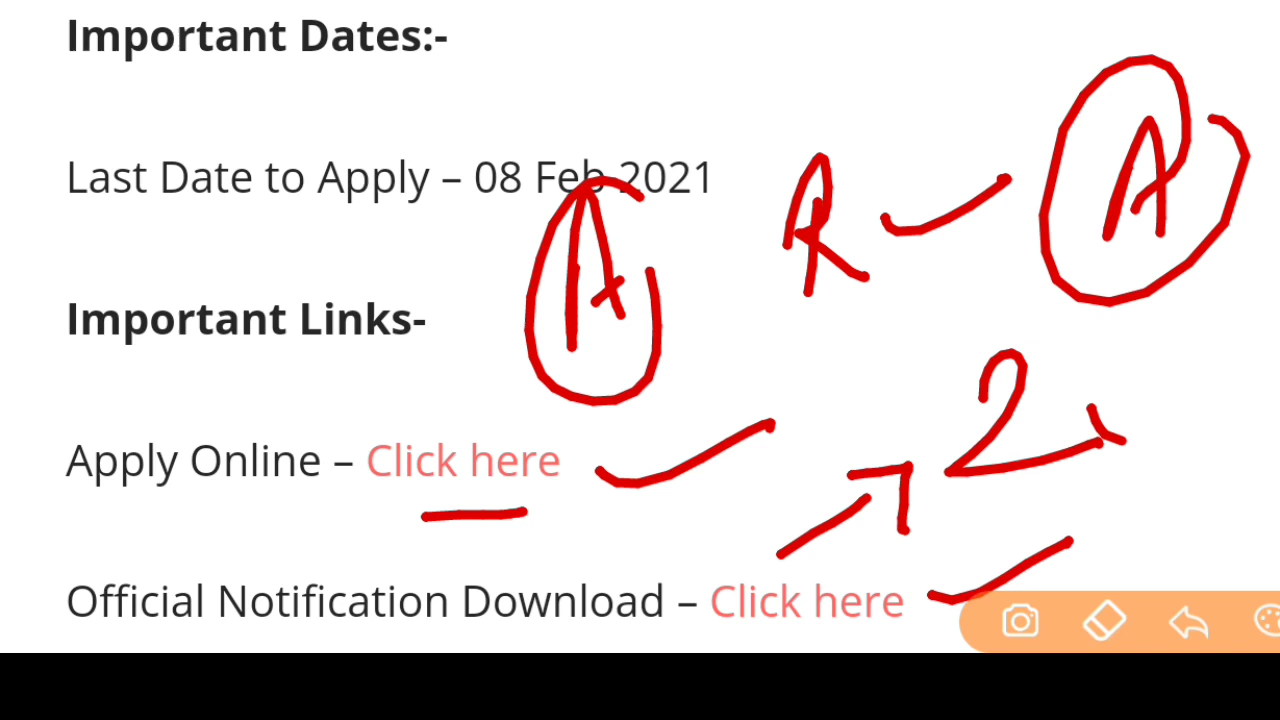 Important Dates:-
Last Date to Apply – 08 Feb 2021
R A
A
Important Links-
2
Apply Online – Click here
Official Notification Download – Click here